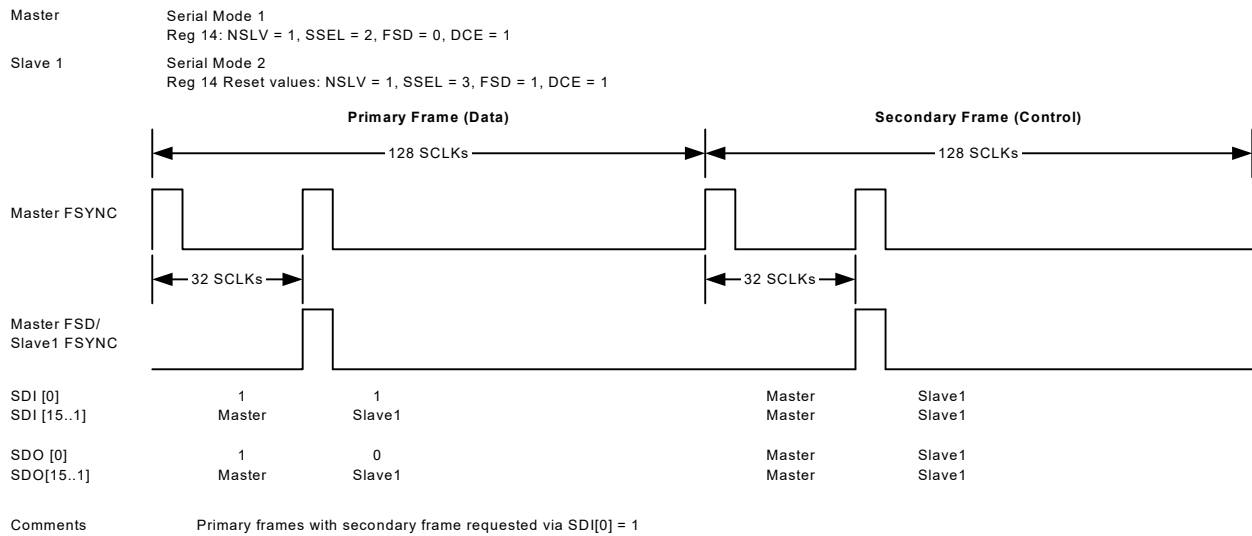 Master Serial Mode 1
Reg 14: NSLV = 1, SSEL = 2, FSD = 0, DCE = 1
Slave 1 Serial Mode 2
Reg 14 Reset values: NSLV = 1, SSEL = 3, FSD = 1, DCE = 1
Primary Frame (Data) Secondary Frame (Control)
128 SCLKs 128 SCLKs
Master FSYNC
32 SCLKs 32 SCLKs
Master FSD/
Slave1 FSYNC
SDI [0] 1 1 Master Slave1
SDI [15..1] Master Slave1 Master Slave1
SDO [0] 1 0 Master Slave1
SDO[15..1] Master Slave1 Master Slave1
Comments Primary frames with secondary frame requested via SDI[0] = 1